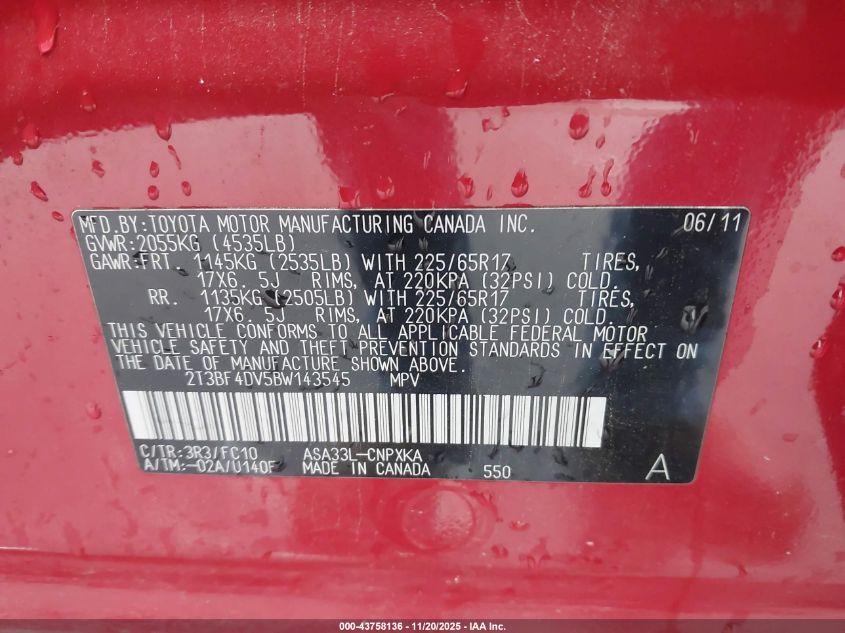 MFD.BY:TOYOTA MOTOR MANUFACTURING CANADA INC. 06/11
GVWR:2055KG (4535LB)
GAWR:FRT. 1145KG (2535LB) WITH 225/65R17 TIRES,
17X6. 5J RIMS, AT 220KPA (32PSI) COLD.
RR. 1135KG (2505LB) WITH 225/65R17 TIRES,
17X6. 5J RIMS, AT 220KPA (32PSI) COLD.
THIS VEHICLE CONFORMS TO ALL APPLICABLE FEDERAL MOTOR
VEHICLE SAFETY AND THEFT PREVENTION STANDARDS IN EFFECT ON
THE DATE OF MANUFACTURE SHOWN ABOVE.
2T3BF4DV5BW143545 MPV
C/TR:3R3/FC10 ASA33L-CNPXKA
A/TM:-02A/U140F MADE IN CANADA 550 A
000-43758136 - 11/20/2025 - IAA Inc.